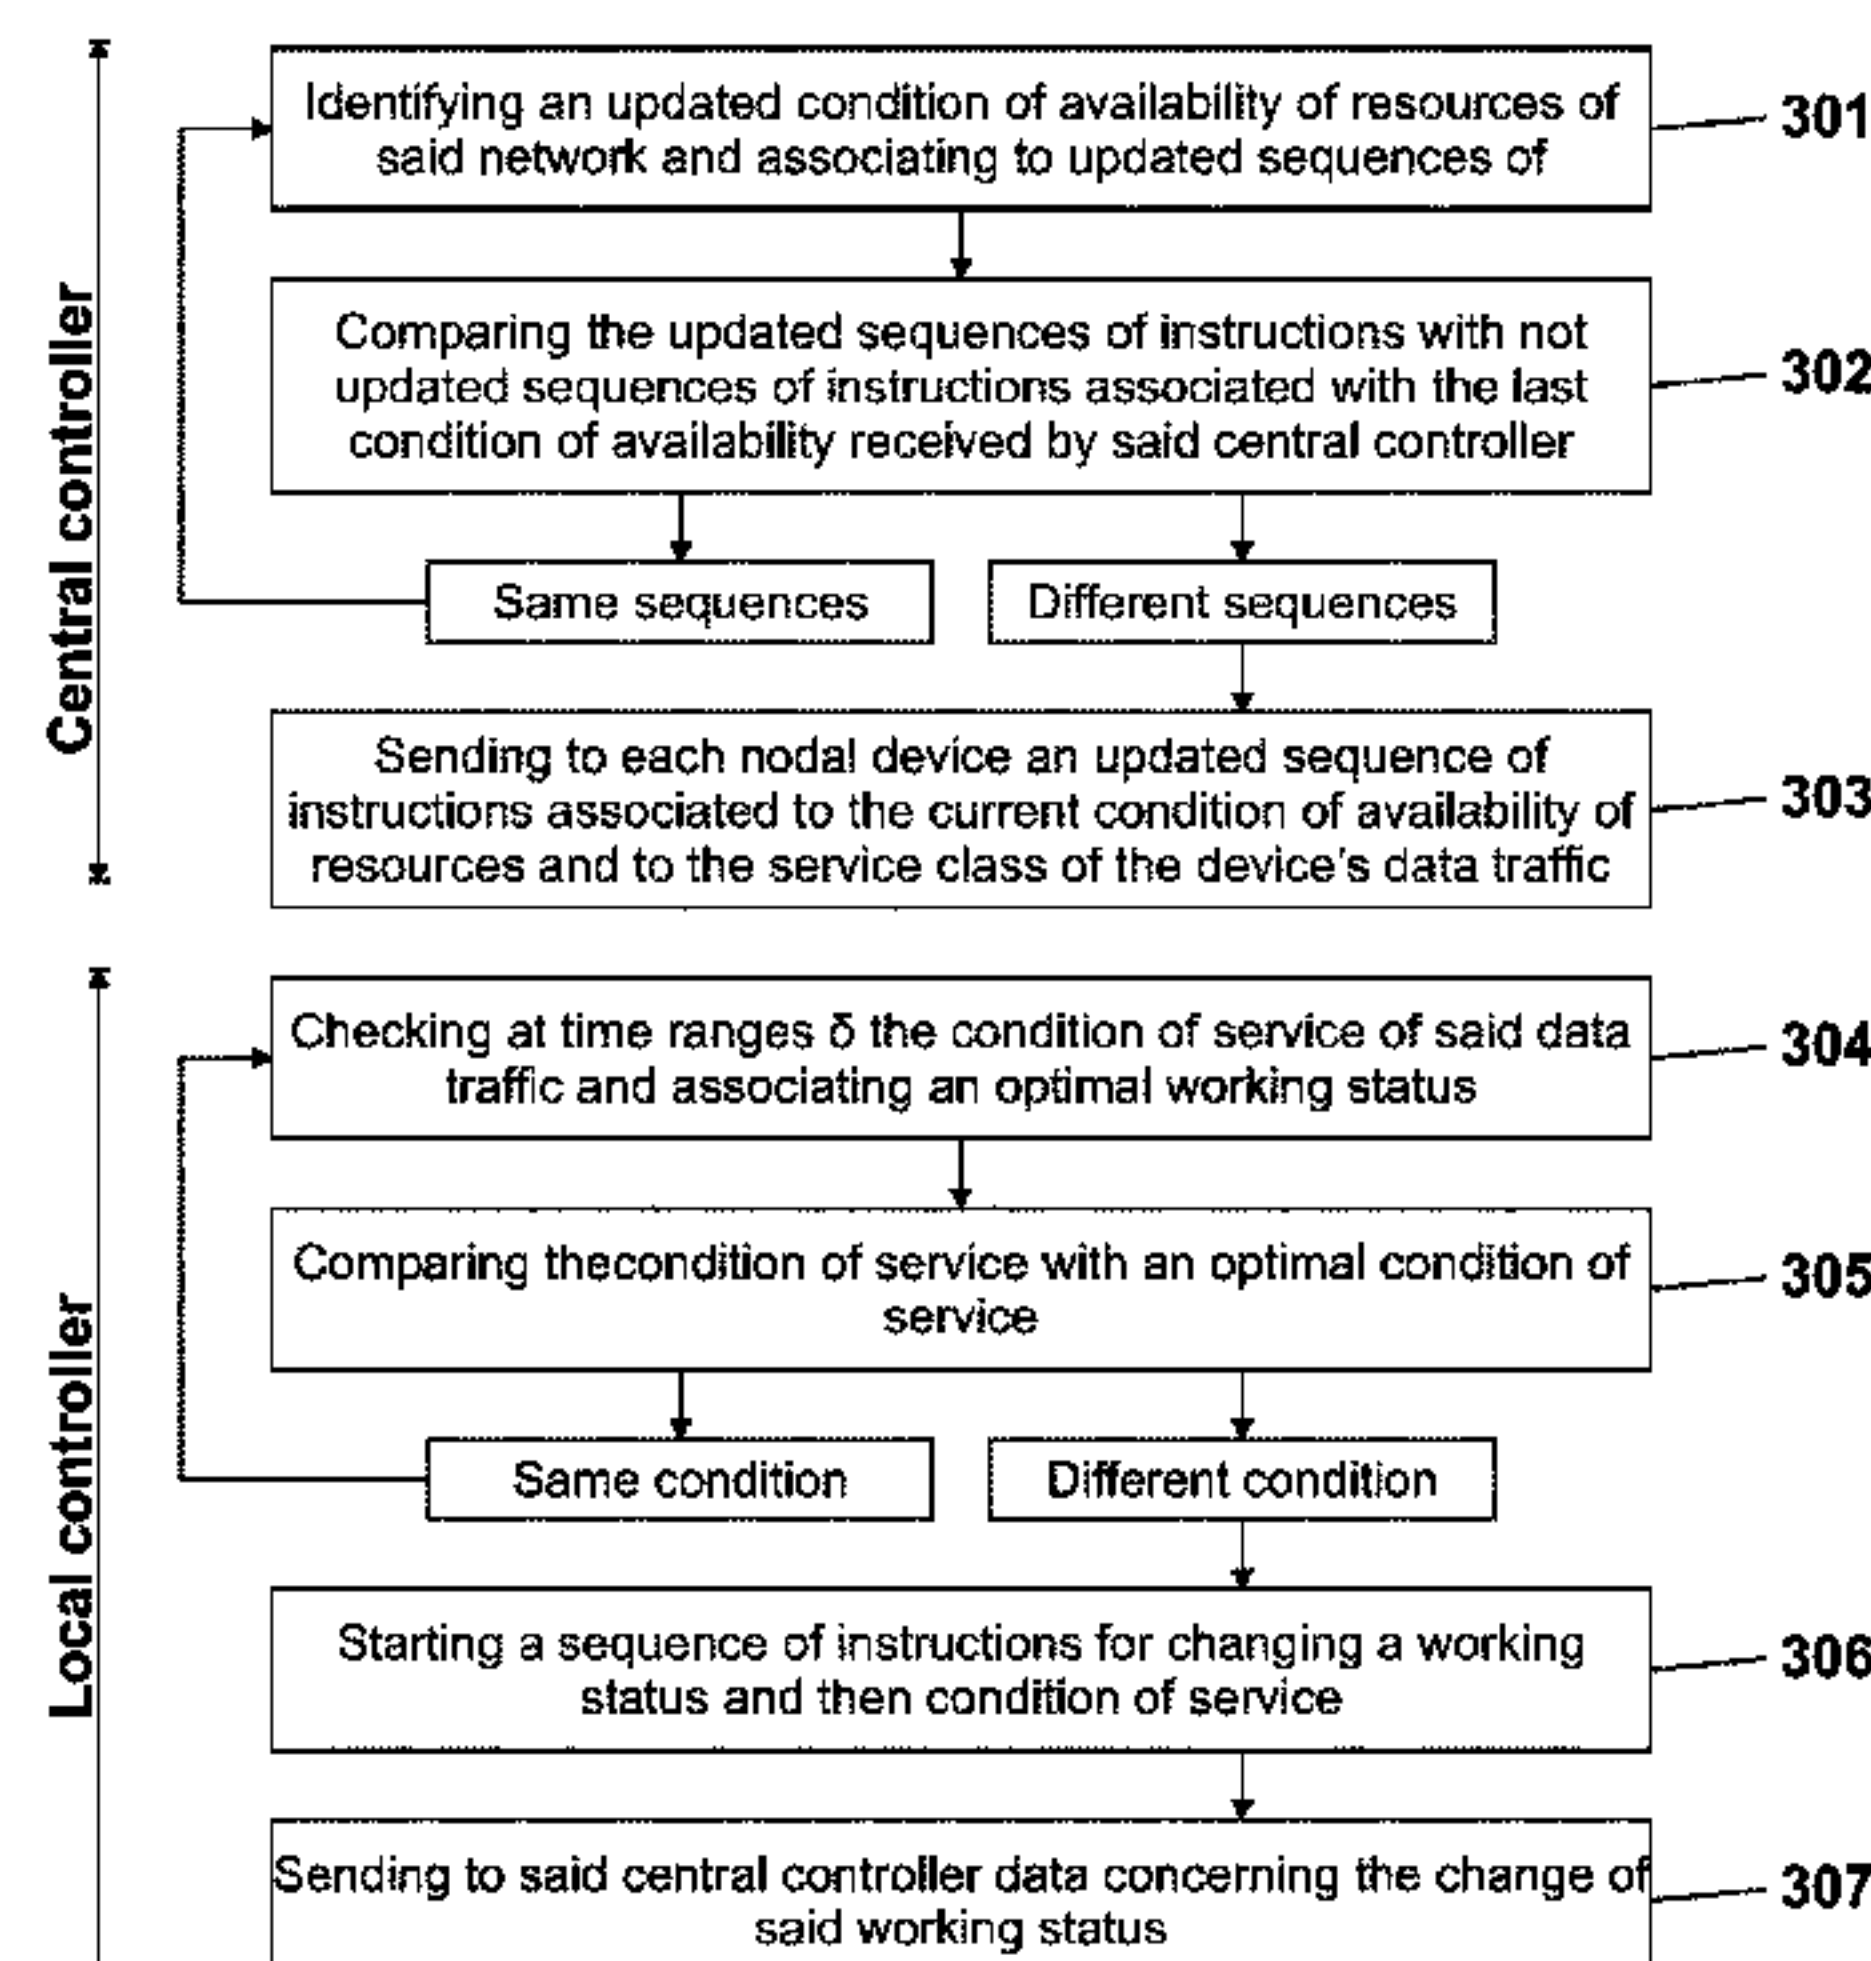 Central controller
Identifying an updated condition of availability of resources of
said network and associating to updated sequences of
301
Comparing the updated sequences of instructions with not
updated sequences of instructions associated with the last
condition of availability received by said central controller
302
Same sequences
Different sequences
Sending to each nodal device an updated sequence of
instructions associated to the current condition of availability of
resources and to the service class of the device's data traffic
303
Local controller
Checking at time ranges δ the condition of service of said data
traffic and associating an optimal working status
304
Comparing thecondition of service with an optimal condition of
service
305
Same condition
Different condition
Starting a sequence of instructions for changing a working
status and then condition of service
306
Sending to said central controller data concerning the change of
said working status
307